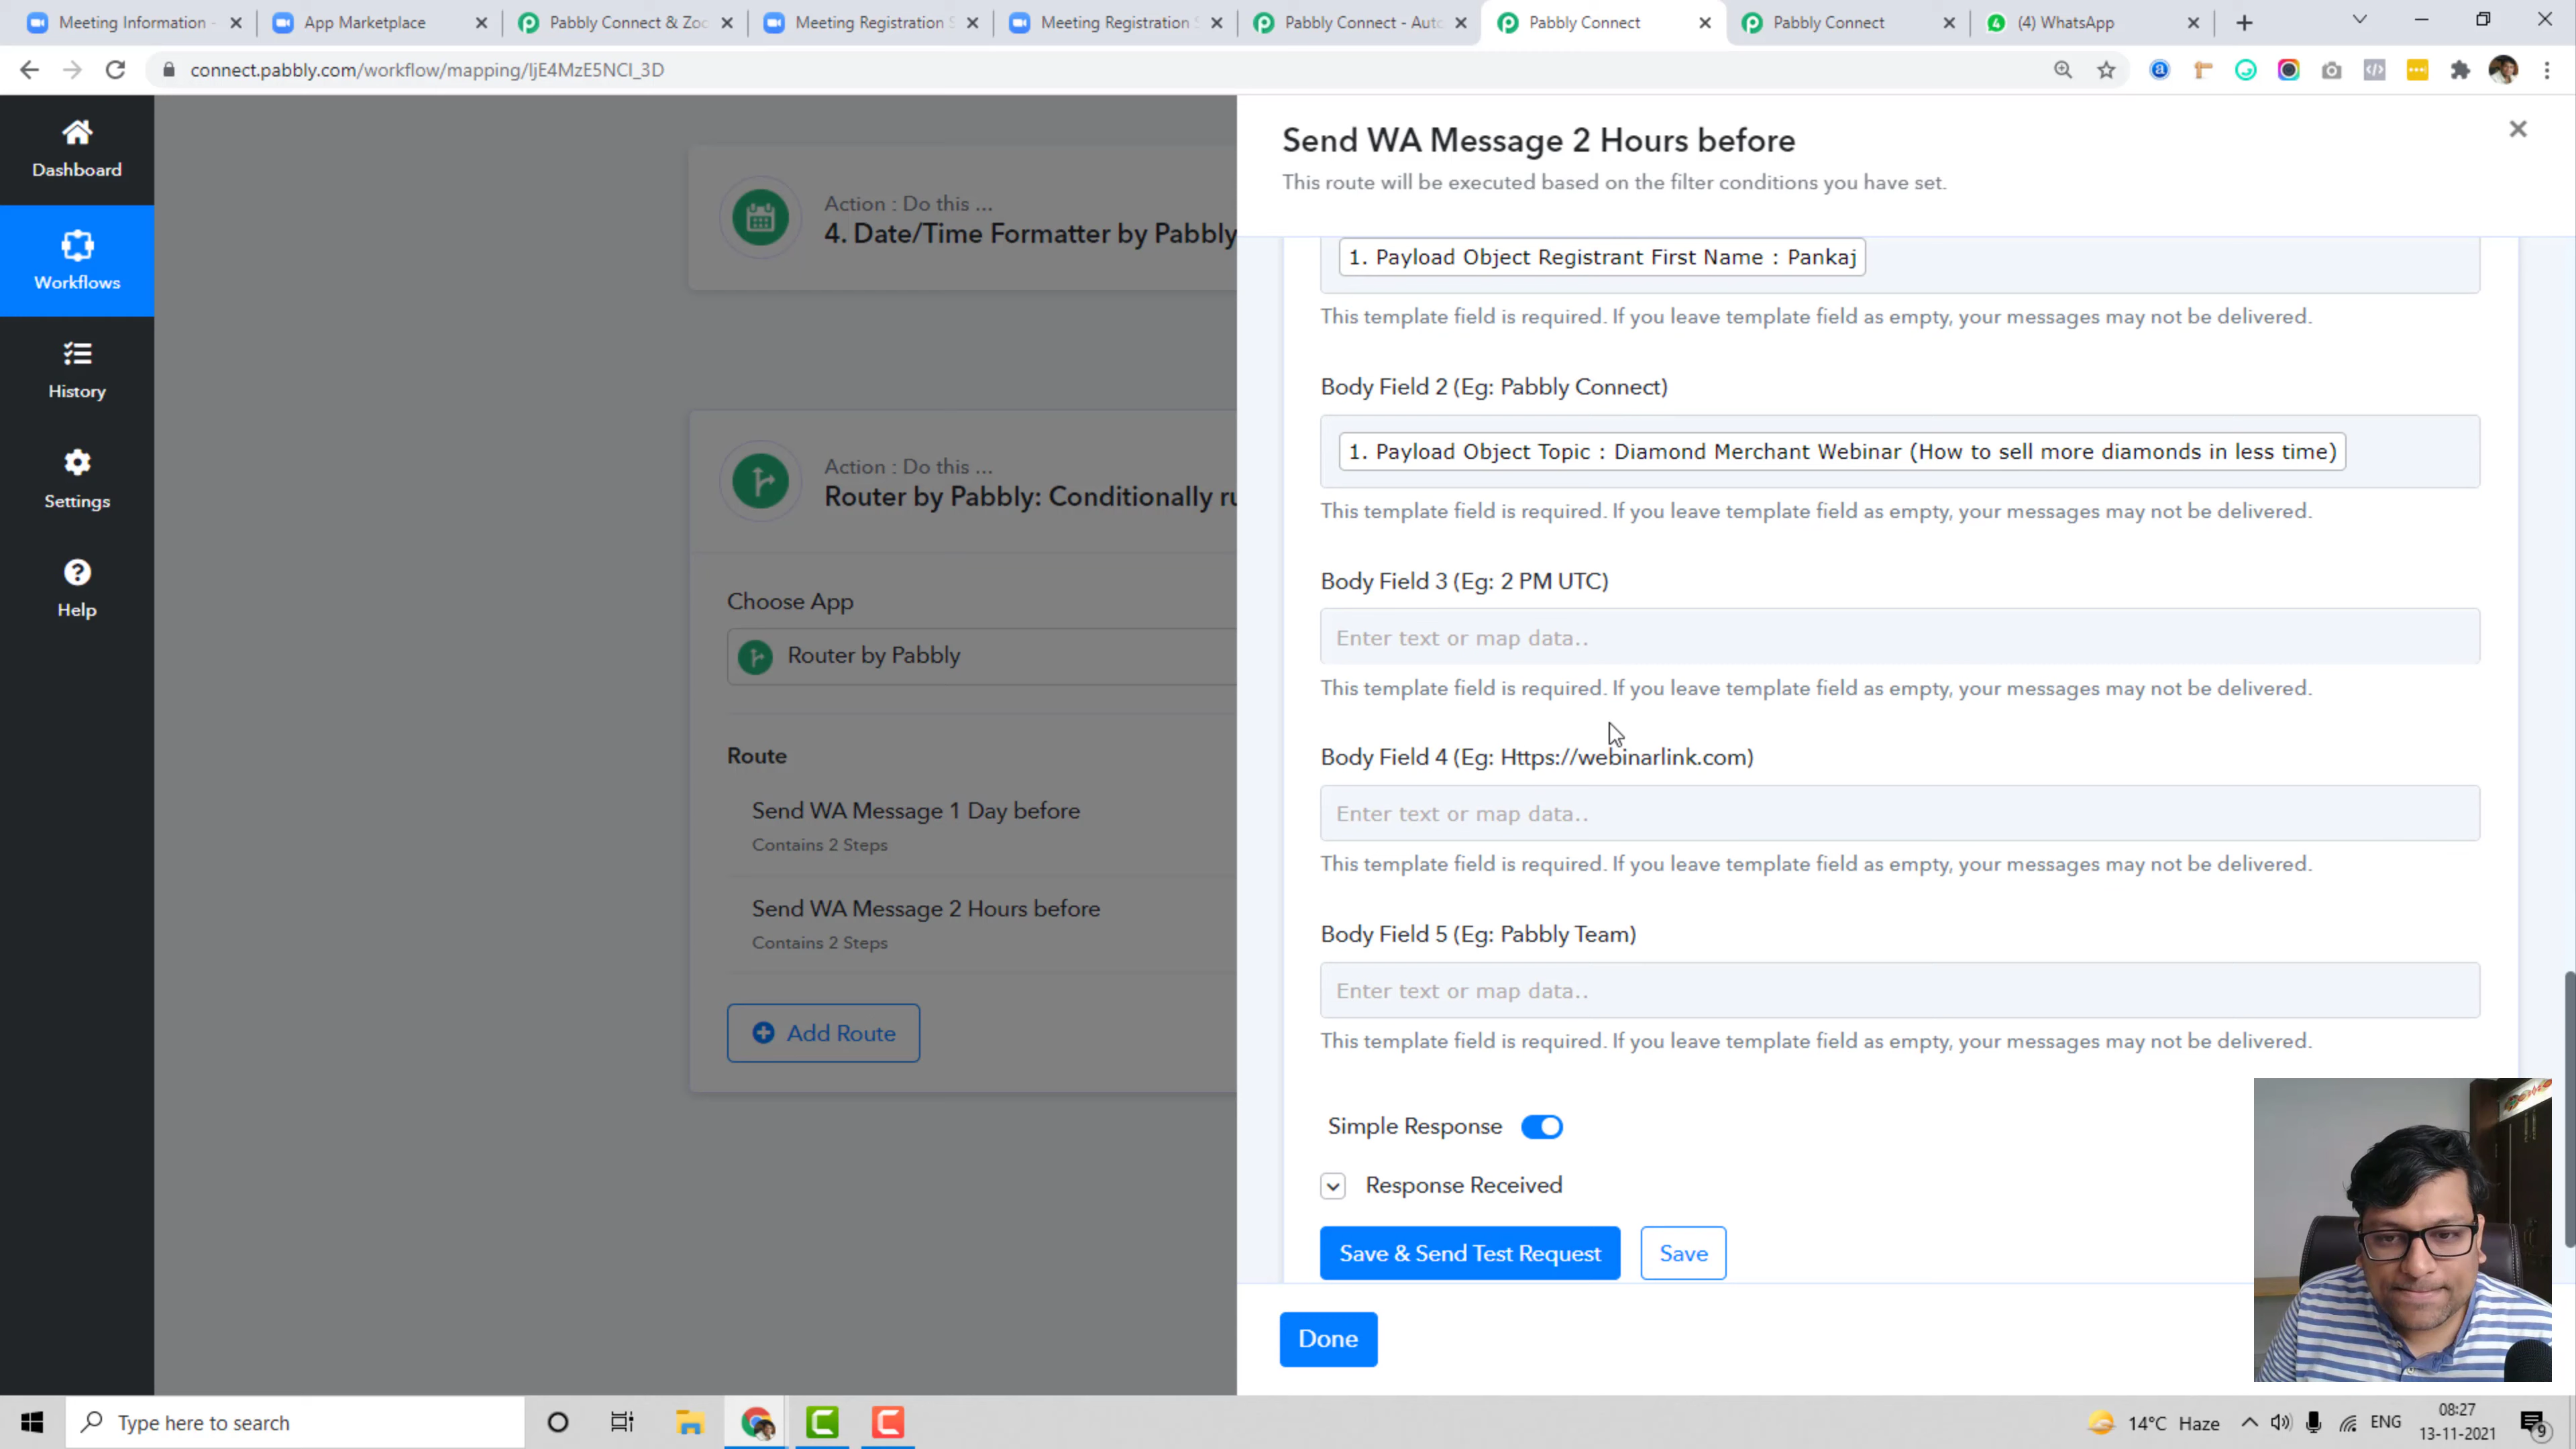 Meeting Information -
App Marketplace
Pabbly Connect & Zoo
Meeting Registration S
Meeting Registration S
Pabbly Connect - Auto
Pabbly Connect
Pabbly Connect
(4) WhatsApp
connect.pabbly.com/workflow/mapping/IjE4MzE5NCI_3D
Dashboard
Workflows
History
Settings
Help
Action : Do this ...
4. Date/Time Formatter by Pabbly
Action : Do this ...
Router by Pabbly: Conditionally ru
Choose App
Router by Pabbly
Route
Send WA Message 1 Day before
Contains 2 Steps
Send WA Message 2 Hours before
Contains 2 Steps
Add Route
Send WA Message 2 Hours before
This route will be executed based on the filter conditions you have set.
1. Payload Object Registrant First Name : Pankaj
This template field is required. If you leave template field as empty, your messages may not be delivered.
Body Field 2 (Eg: Pabbly Connect)
1. Payload Object Topic : Diamond Merchant Webinar (How to sell more diamonds in less time)
This template field is required. If you leave template field as empty, your messages may not be delivered.
Body Field 3 (Eg: 2 PM UTC)
Enter text or map data..
This template field is required. If you leave template field as empty, your messages may not be delivered.
Body Field 4 (Eg: Https://webinarlink.com)
Enter text or map data..
This template field is required. If you leave template field as empty, your messages may not be delivered.
Body Field 5 (Eg: Pabbly Team)
Enter text or map data..
This template field is required. If you leave template field as empty, your messages may not be delivered.
Simple Response
Response Received
Save & Send Test Request
Save
Done
Type here to search
14°C Haze
ENG
08:27
13-11-2021
9